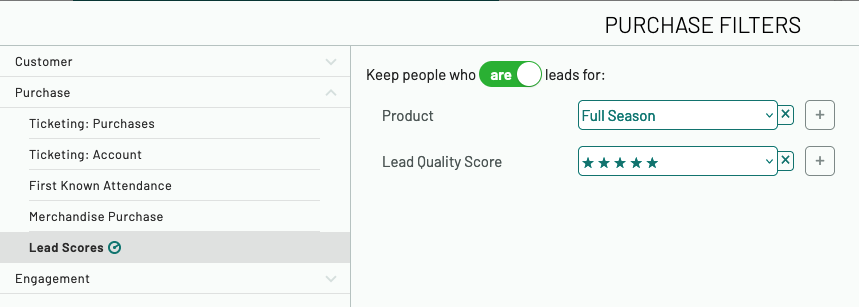 PURCHASE FILTERS
Customer
Purchase
Ticketing: Purchases
Ticketing: Account
First Known Attendance
Merchandise Purchase
Lead Scores
Engagement
Keep people who are leads for:
Product Full Season × +
Lead Quality Score ★★★★★ × +